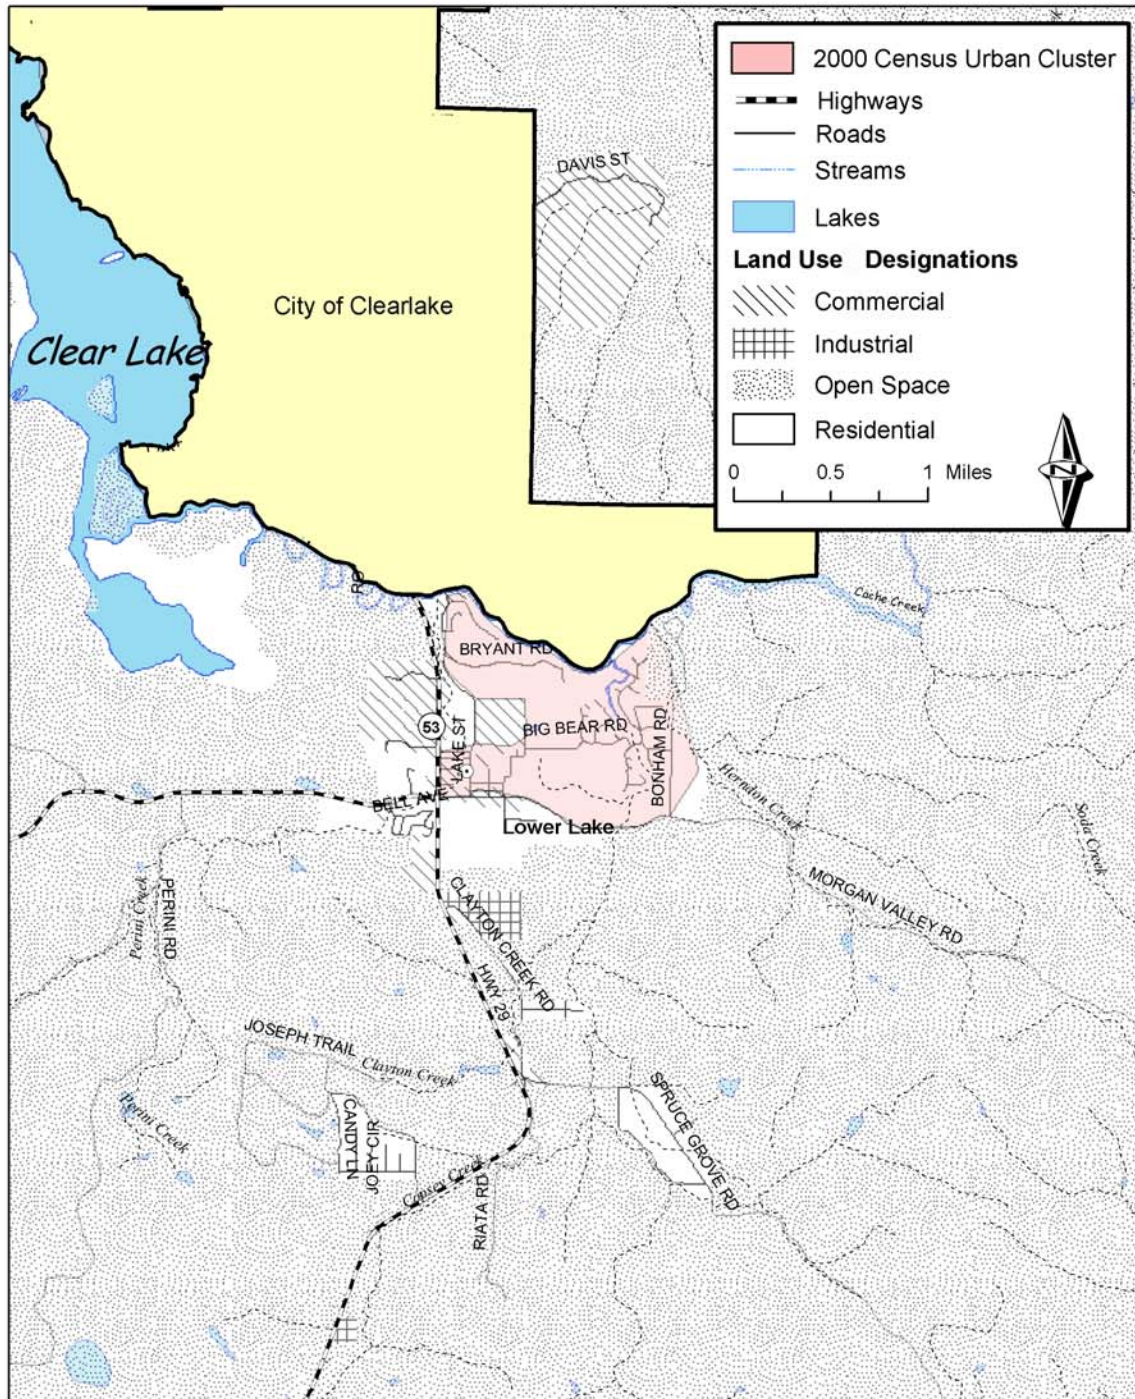 2000 Census Urban Cluster
Highways
Roads
Streams
Lakes
Land Use Designations
Commercial
Industrial
Open Space
Residential
0 0.5 1 Miles
N
DAVIS ST
City of Clearlake
Clear Lake
RD
Cache Creek
BRYANT RD
53
LAKE ST
BIG BEAR RD
BONHAM RD
BELL AVE
Lower Lake
Herndon Creek
Soda Creek
MORGAN VALLEY RD
Perini Creek
PERINI RD
CLAYTON CREEK RD
HWY 29
JOSEPH TRAIL
Clayton Creek
Perini Creek
CANDY LN
JOEY CIR
SPRUCE GROVE RD
Copsey Creek
RIATA RD